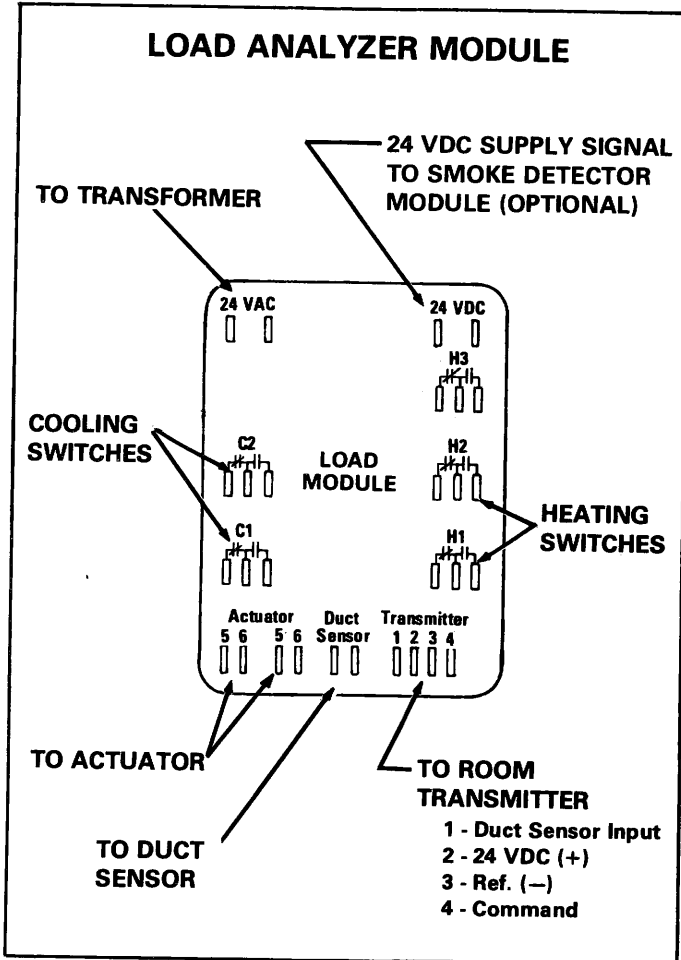 LOAD ANALYZER MODULE
24 VDC SUPPLY SIGNAL
TO SMOKE DETECTOR
MODULE (OPTIONAL)
TO TRANSFORMER
24 VAC
24 VDC
H3
COOLING
SWITCHES
C2
LOAD
MODULE
H2
HEATING
SWITCHES
C1
H1
Actuator
Duct
Sensor
Transmitter
5 6 5 6
1 2 3 4
TO ACTUATOR
TO ROOM
TRANSMITTER
1 - Duct Sensor Input
2 - 24 VDC (+)
3 - Ref. (—)
4 - Command
TO DUCT
SENSOR